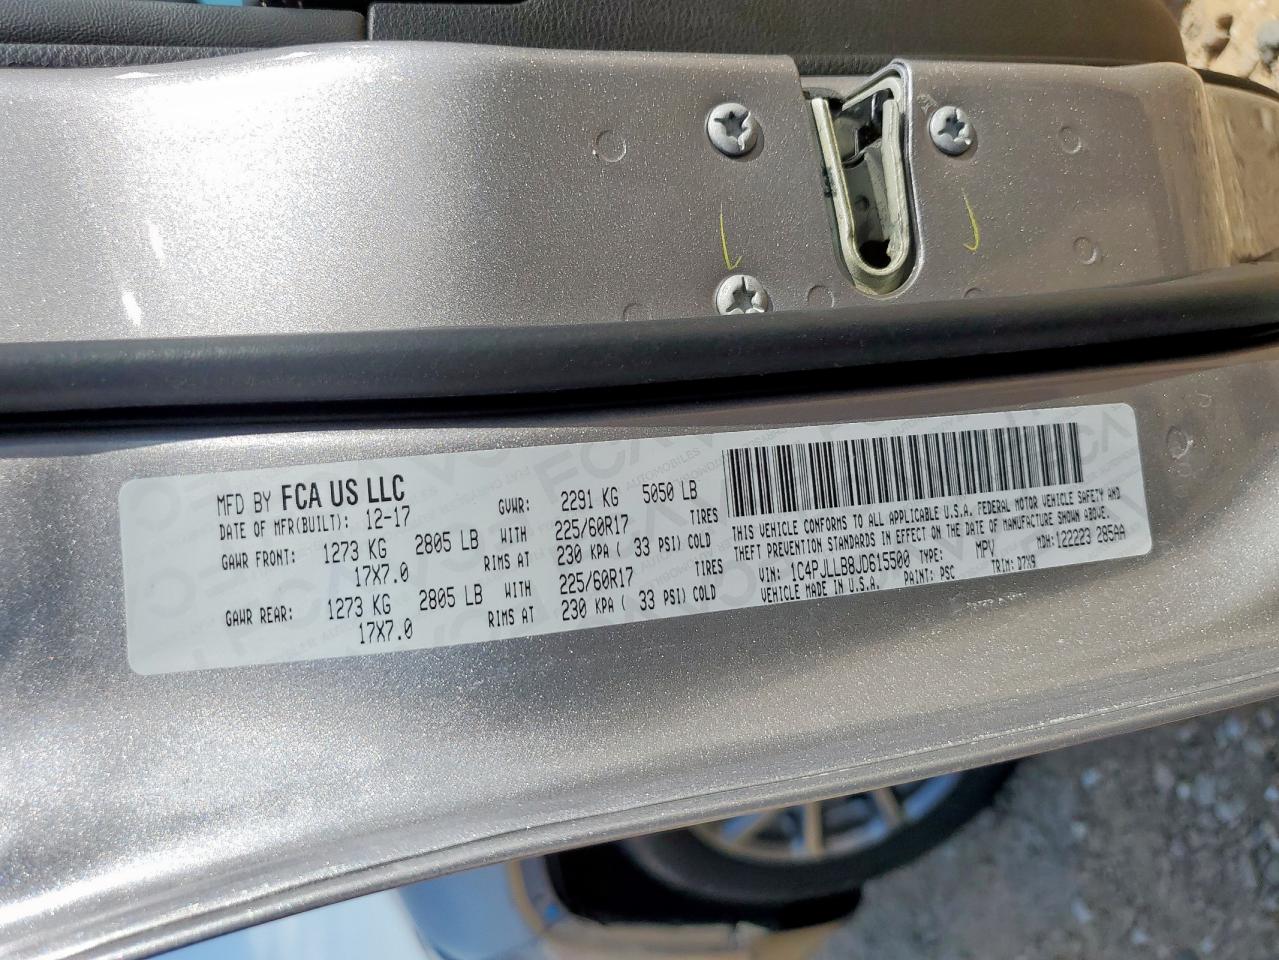 MFD BY FCA US LLC
DATE OF MFR(BUILT): 12-17 GVWR: 2291 KG 5050 LB
GAWR FRONT: 1273 KG 2805 LB WITH 225/60R17 TIRES
17X7.0 RIMS AT 230 KPA ( 33 PSI) COLD
GAWR REAR: 1273 KG 2805 LB WITH 225/60R17 TIRES
17X7.0 RIMS AT 230 KPA ( 33 PSI) COLD
THIS VEHICLE CONFORMS TO ALL APPLICABLE U.S.A. FEDERAL MOTOR VEHICLE SAFETY AND
THEFT PREVENTION STANDARDS IN EFFECT ON THE DATE OF MANUFACTURE SHOWN ABOVE.
VIN: 1C4PJLLB8JD615500 TYPE: MPV MDH: 122223 285AA
VEHICLE MADE IN U.S.A. PAINT: PSC TRIM: D7X9